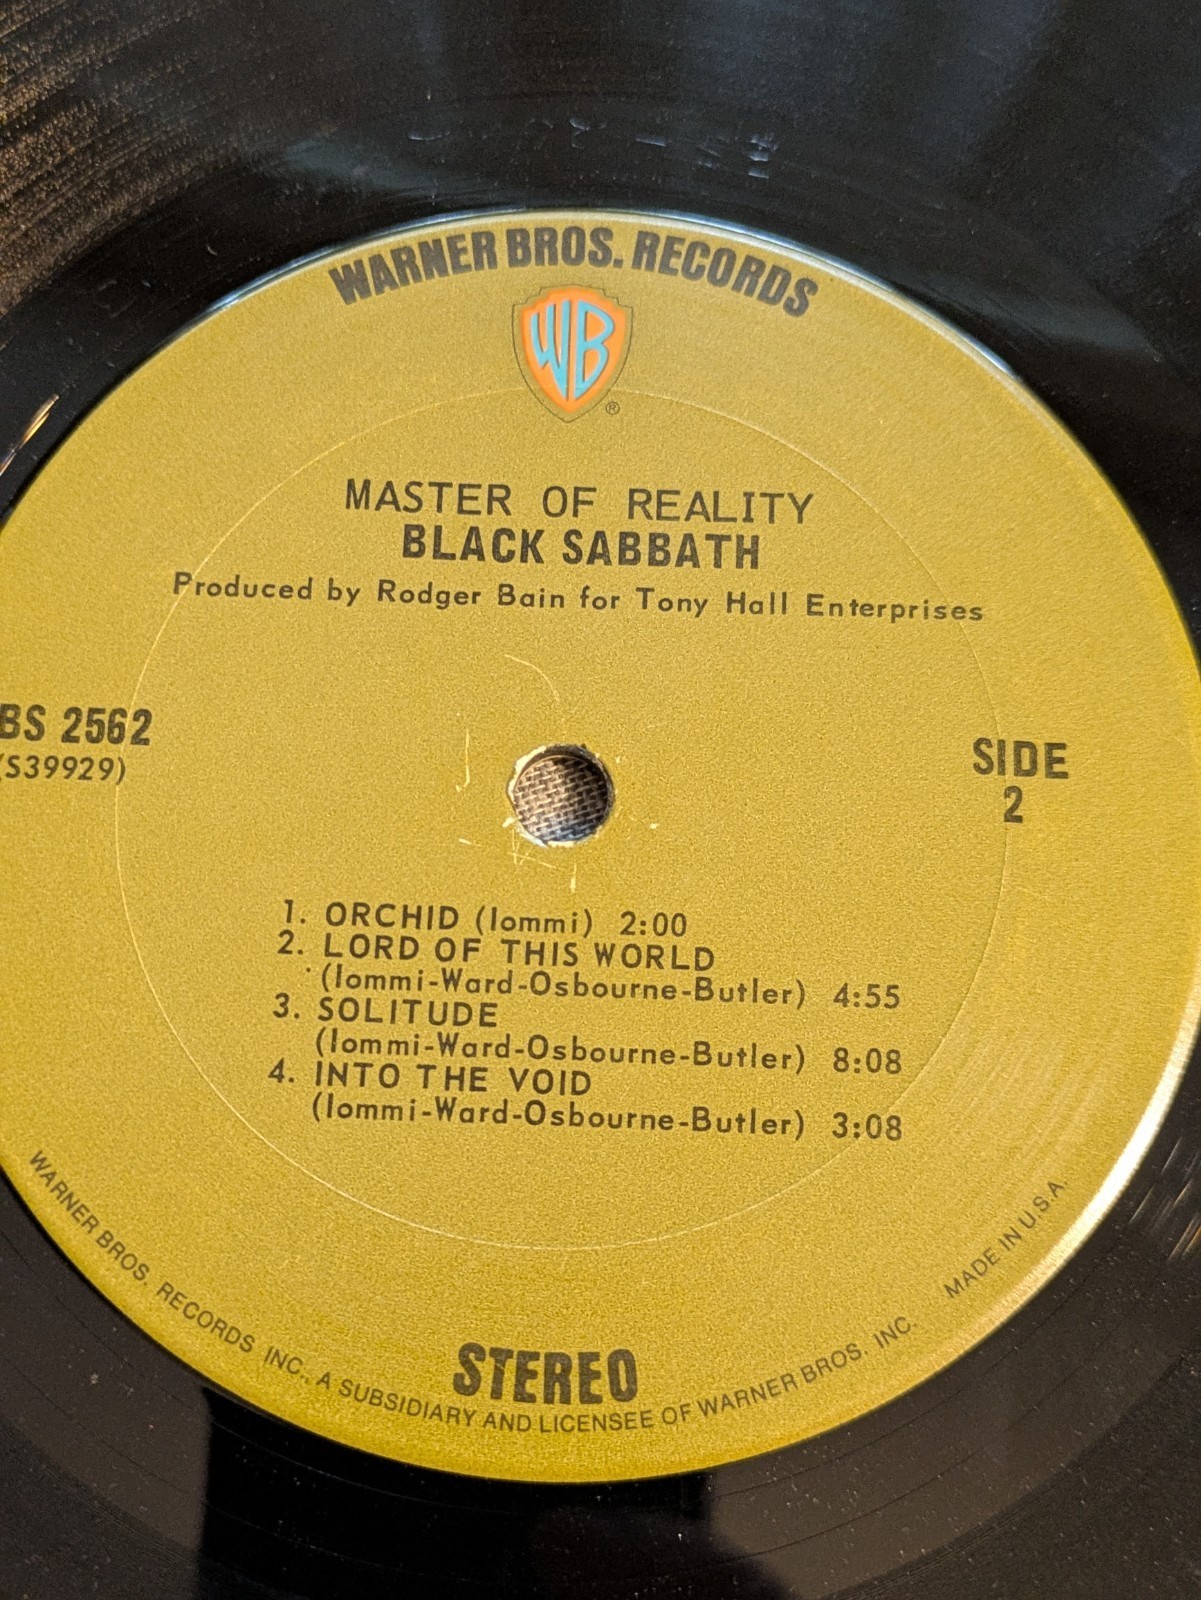 WARNER BROS. RECORDS
WB
®
MASTER OF REALITY
BLACK SABBATH
Produced by Rodger Bain for Tony Hall Enterprises
BS 2562
(S39929)
SIDE
2
1. ORCHID (Iommi) 2:00
2. LORD OF THIS WORLD
(Iommi-Ward-Osbourne-Butler) 4:55
3. SOLITUDE
(Iommi-Ward-Osbourne-Butler) 8:08
4. INTO THE VOID
(Iommi-Ward-Osbourne-Butler) 3:08
STEREO
WARNER BROS. RECORDS INC., A SUBSIDIARY AND LICENSEE OF WARNER BROS. INC. MADE IN U.S.A.